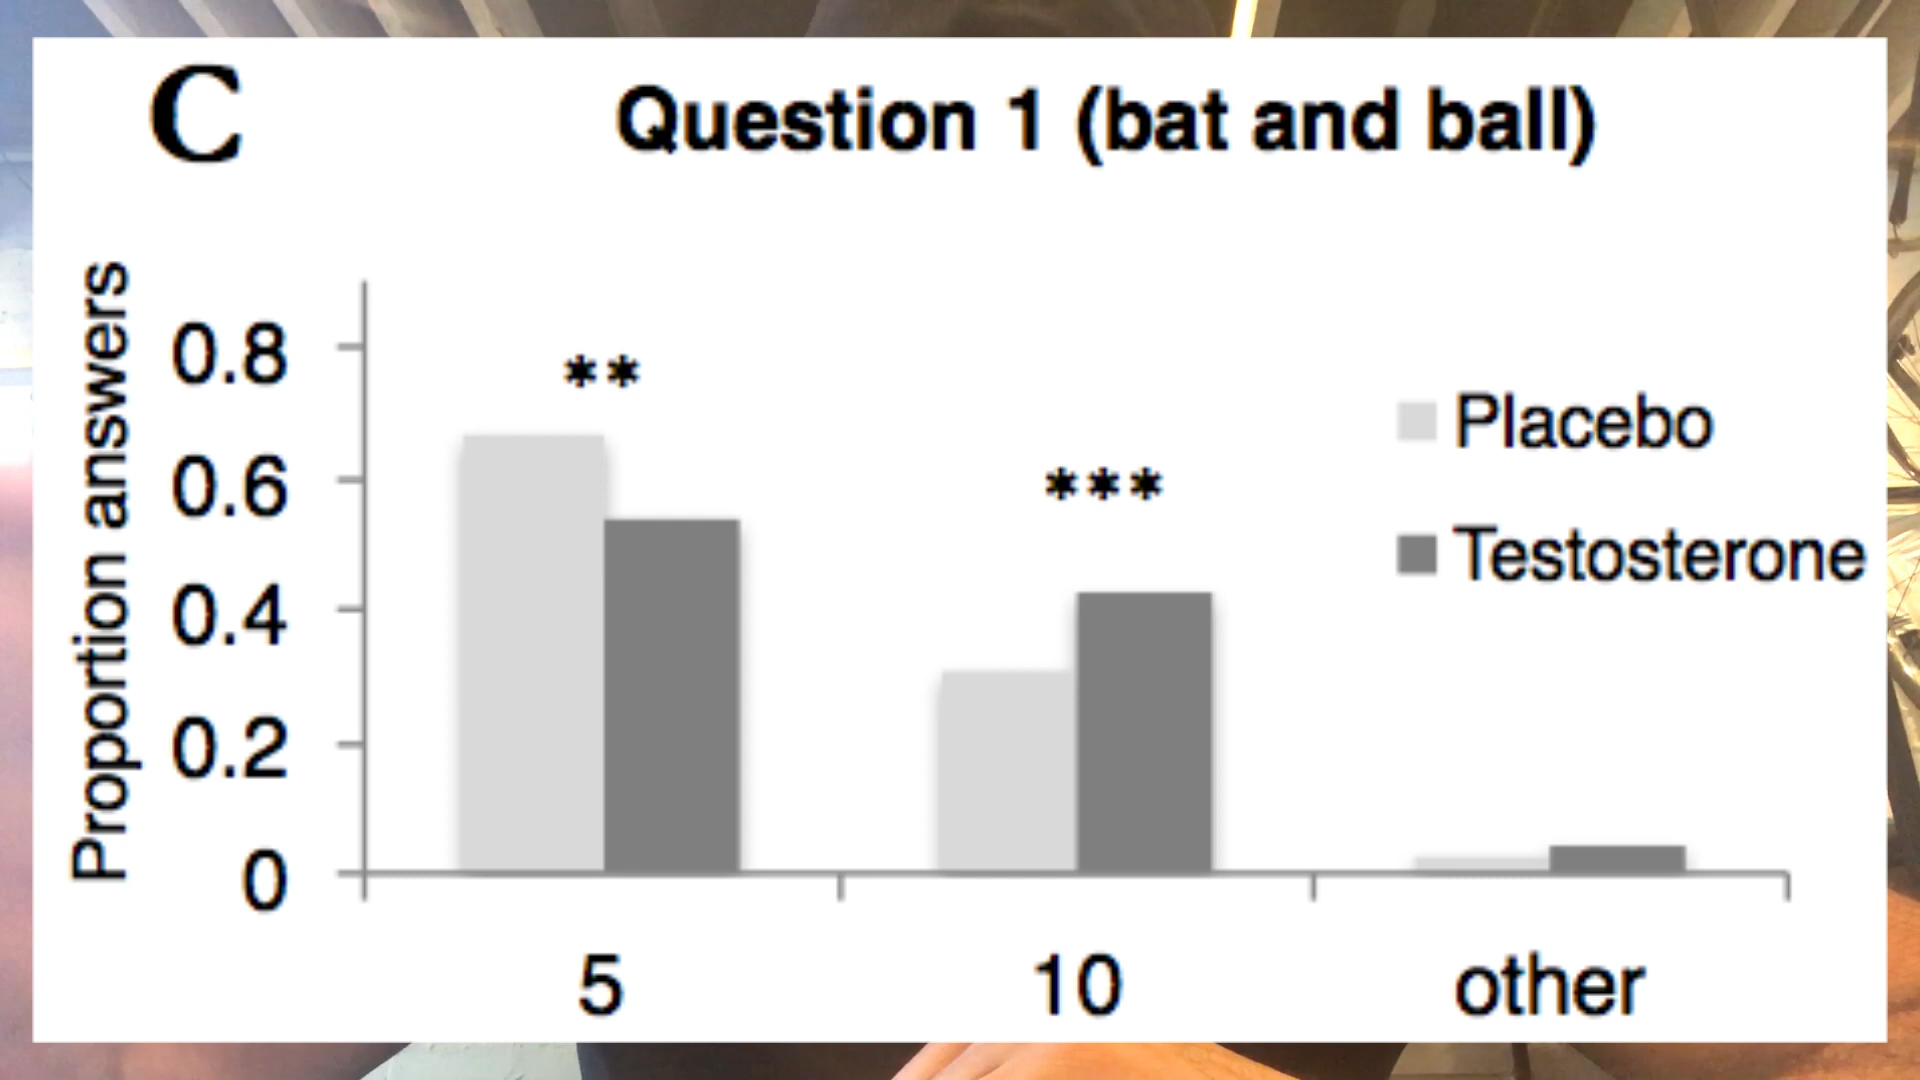 C
Question 1 (bat and ball)
Proportion answers
0.8
0.6
0.4
0.2
0
**
***
Placebo
Testosterone
5
10
other